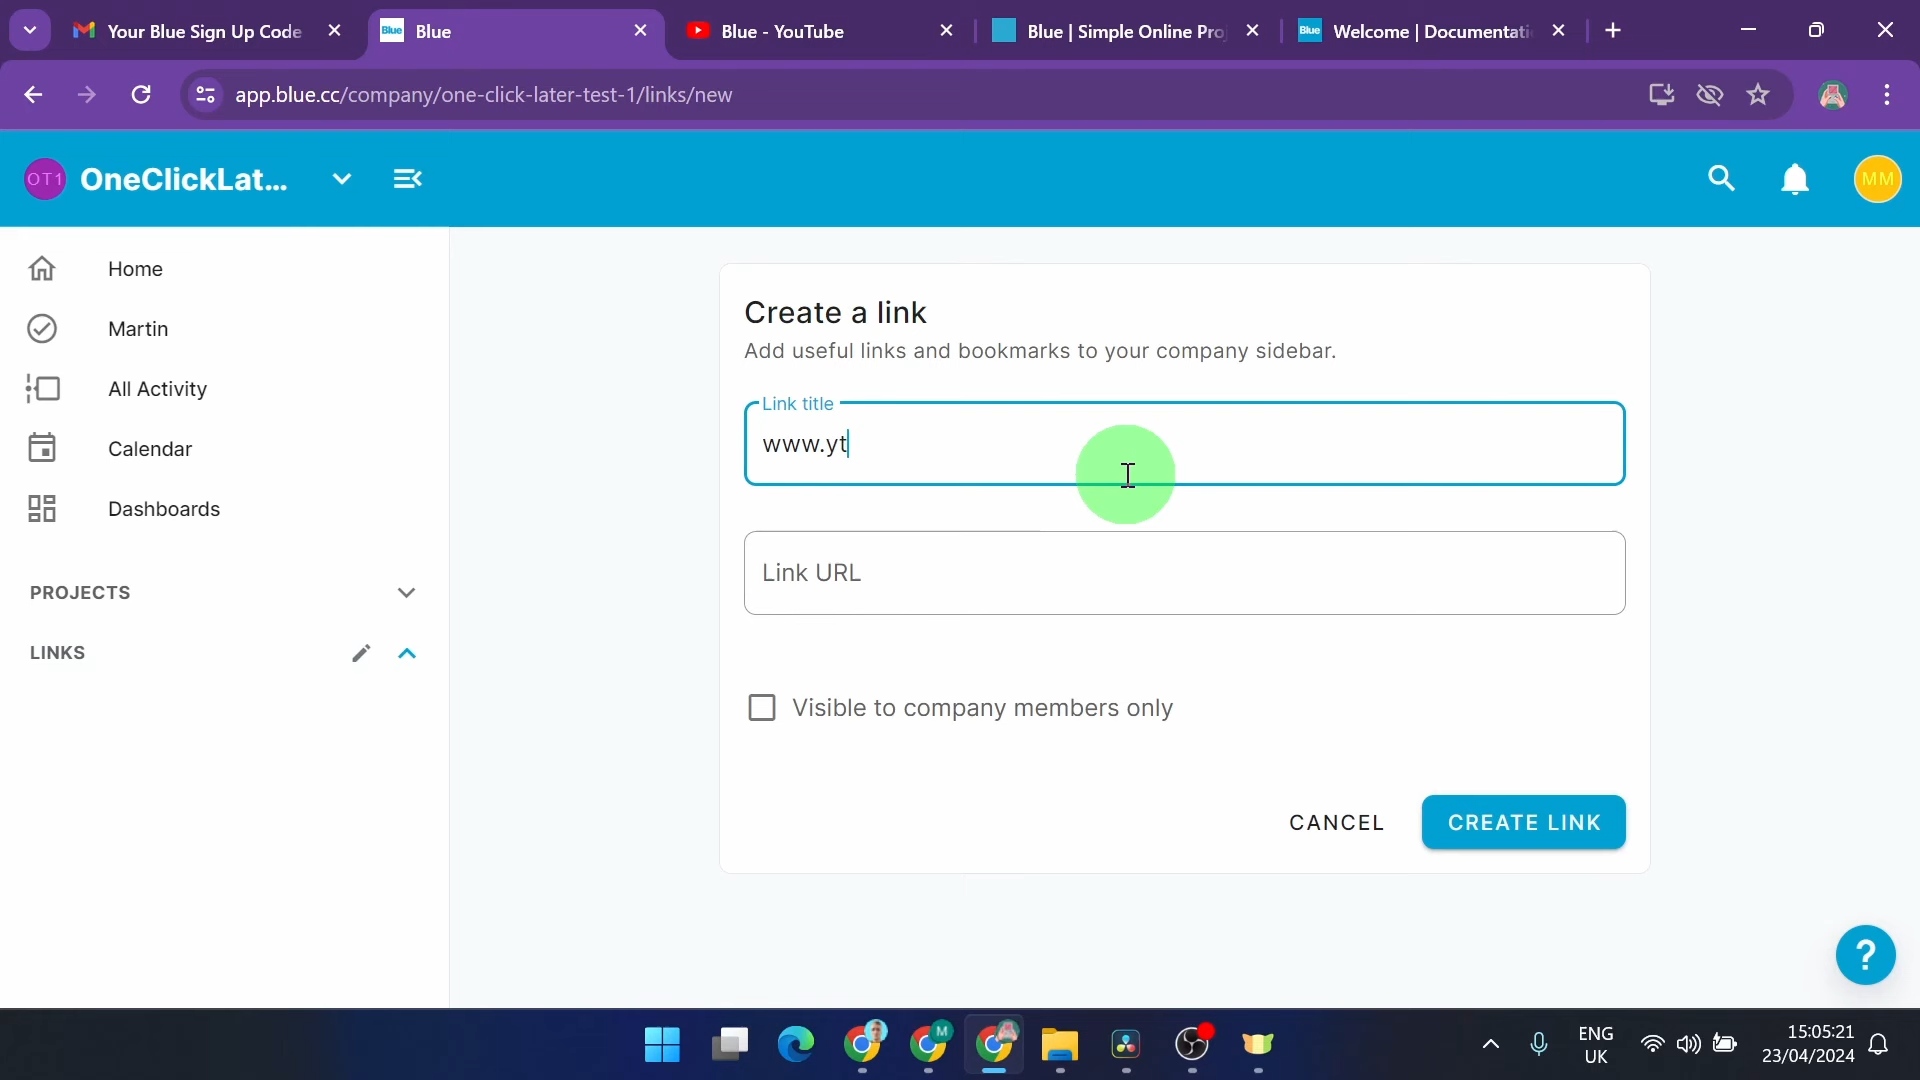 Your Blue Sign Up Code
Blue
Blue
Blue - YouTube
Blue | Simple Online Proj
Blue
Welcome | Documentati
app.blue.cc/company/one-click-later-test-1/links/new
OT1
OneClickLat...
MM
Home
Martin
All Activity
Calendar
Dashboards
PROJECTS
LINKS
Create a link
Add useful links and bookmarks to your company sidebar.
Link title
www.yt
Link URL
Visible to company members only
CANCEL
CREATE LINK
?
M
ENG
UK
15:05:21
23/04/2024